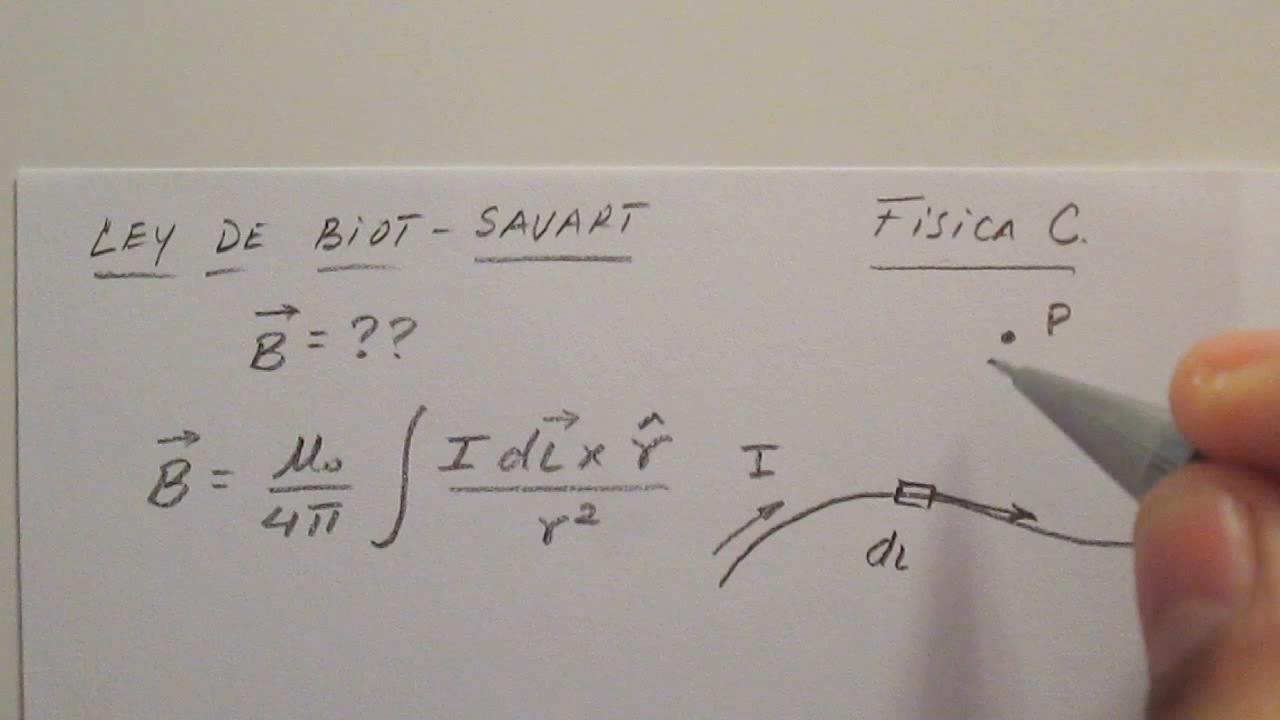 LEY DE BIOT-SAVART
Fisica C.
B⃗ = ??
P
B⃗ = μ₀/4π ∫ I dL⃗ x r̂ / r²
I
dL